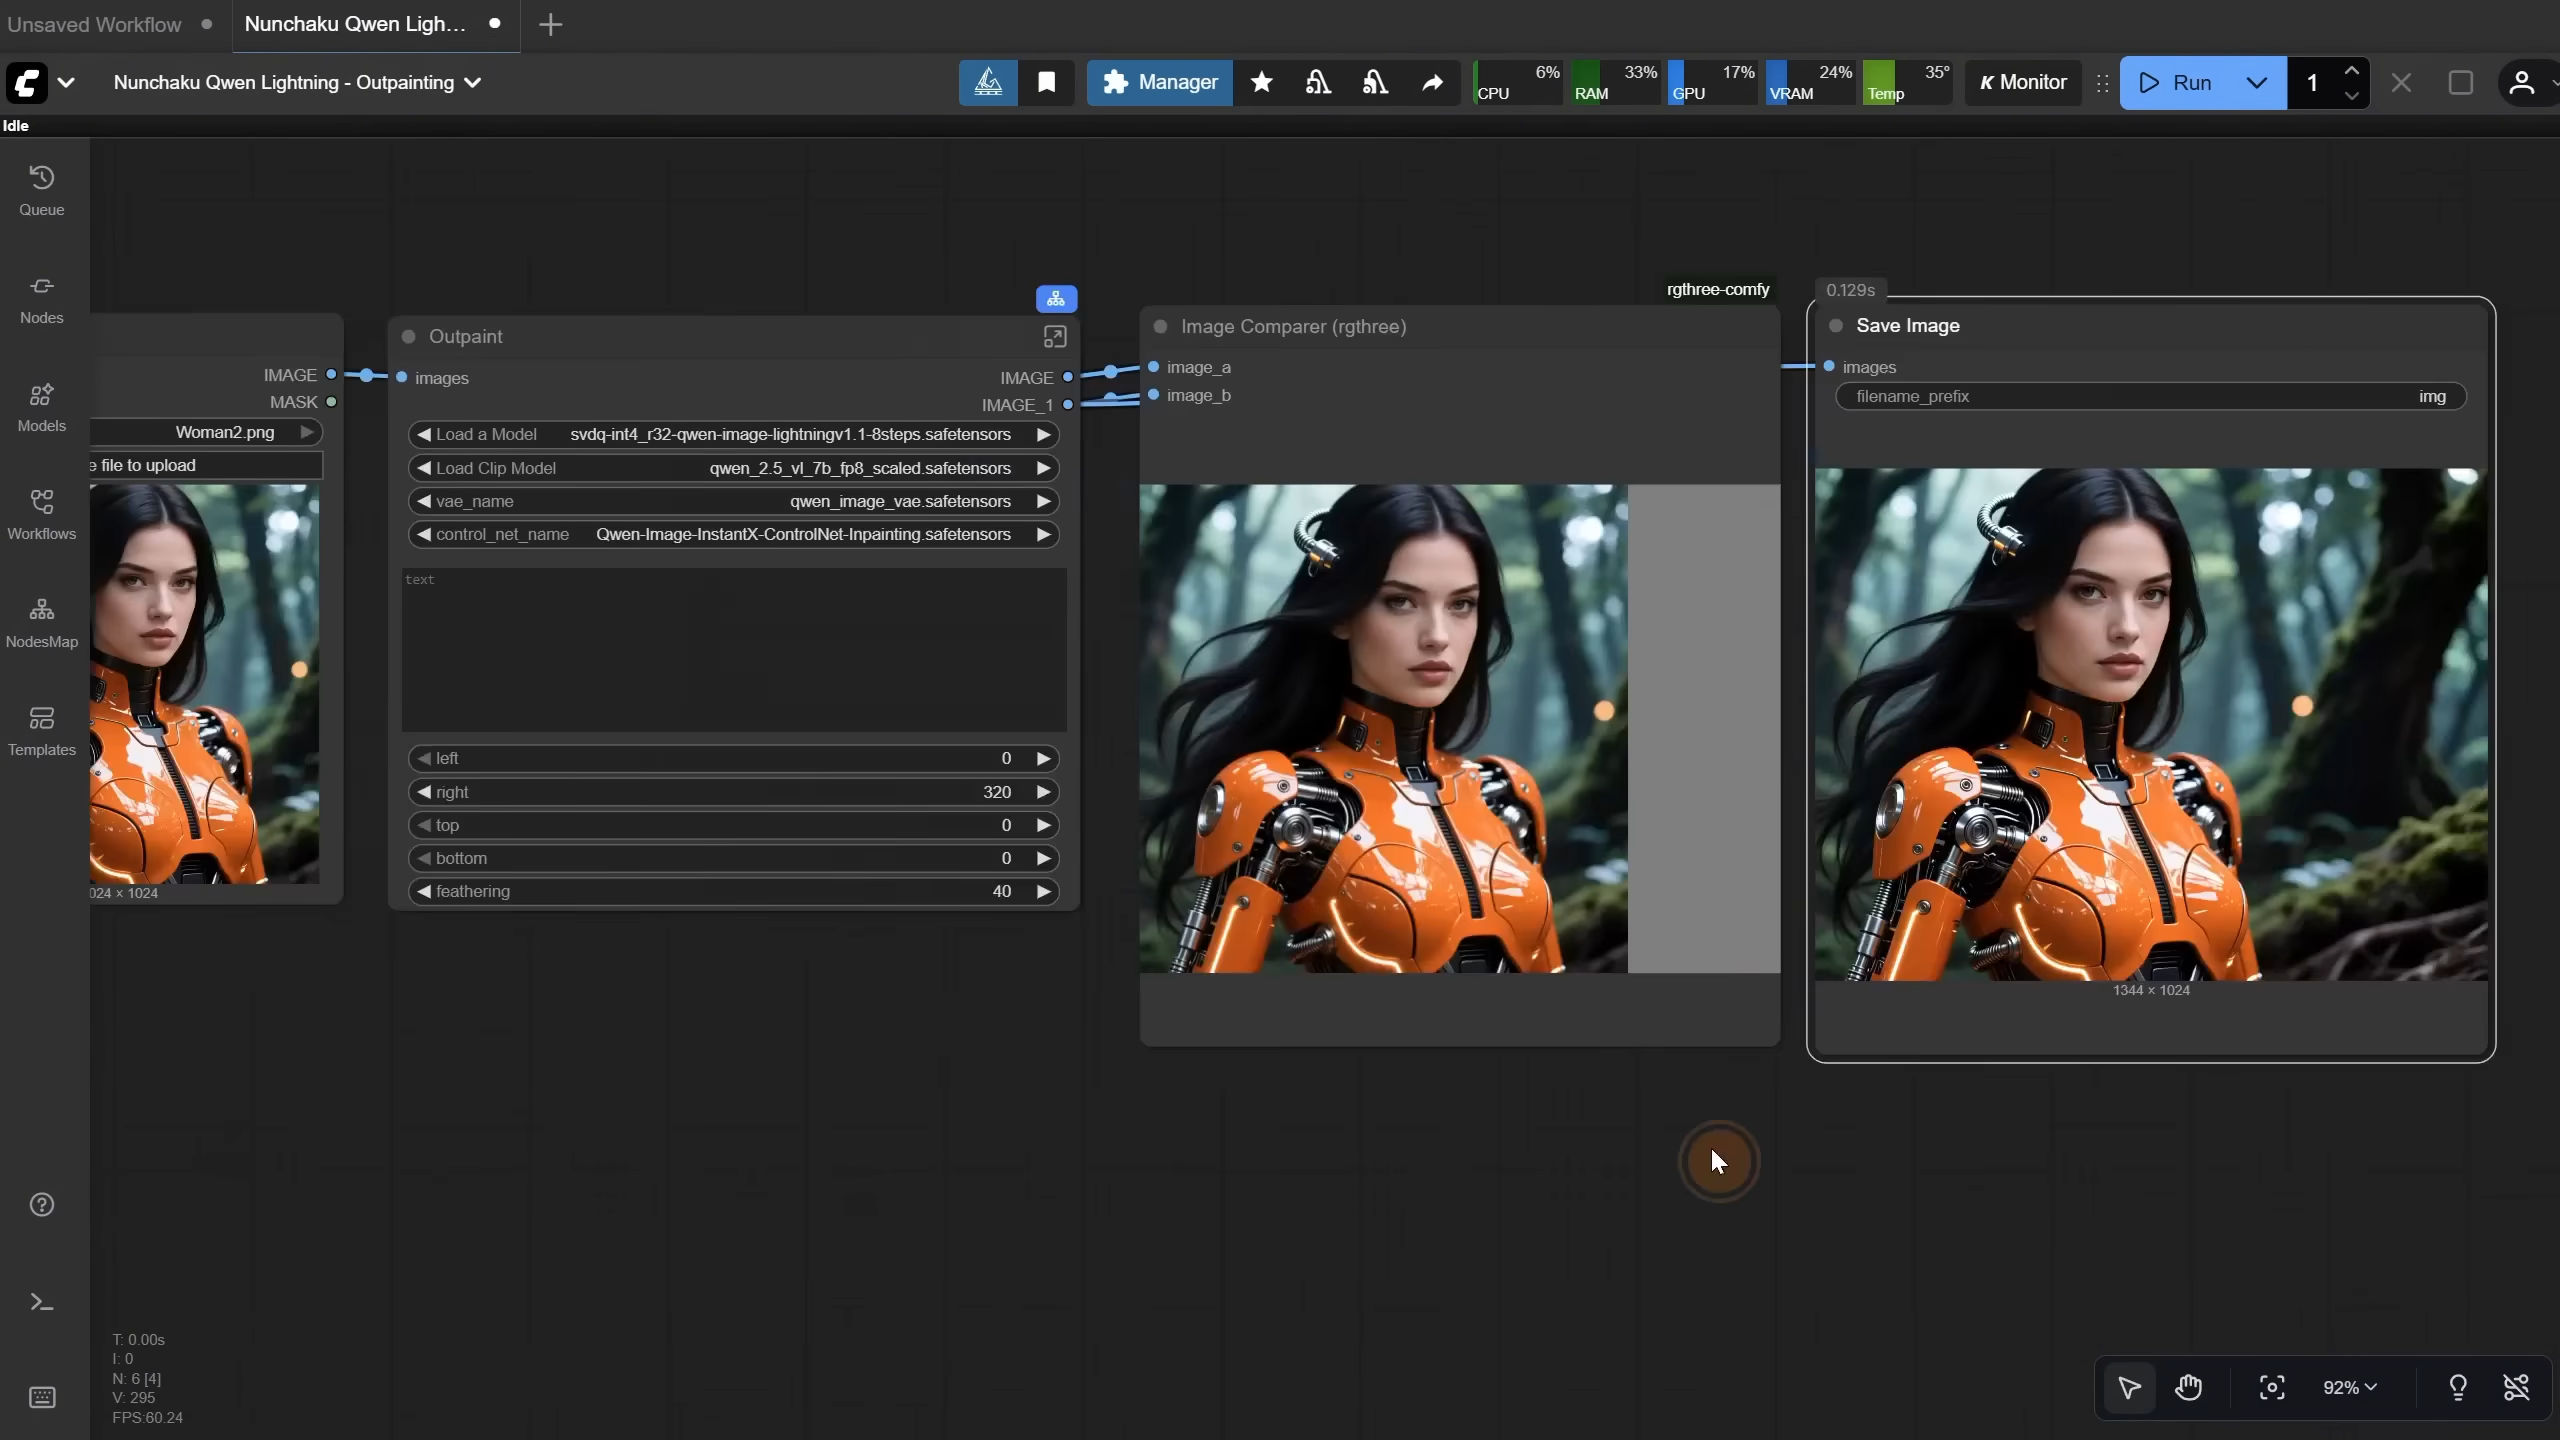 Unsaved Workflow
Nunchaku Qwen Ligh...
Nunchaku Qwen Lightning - Outpainting
Manager
CPU 6%
RAM 33%
GPU 17%
VRAM 24%
Temp 35°
K Monitor
Run
1
Idle
Queue
Nodes
Models
Workflows
NodesMap
Templates
IMAGE
MASK
Woman2.png
e file to upload
024 × 1024
Outpaint
images
IMAGE
IMAGE_1
Load a Model svdq-int4_r32-qwen-image-lightningv1.1-8steps.safetensors
Load Clip Model qwen_2.5_vl_7b_fp8_scaled.safetensors
vae_name qwen_image_vae.safetensors
control_net_name Qwen-Image-InstantX-ControlNet-Inpainting.safetensors
text
left 0
right 320
top 0
bottom 0
feathering 40
rgthree-comfy
Image Comparer (rgthree)
image_a
image_b
0.129s
Save Image
images
filename_prefix img
1344 × 1024
T: 0.00s
I: 0
N: 6 [4]
V: 295
FPS:60.24
92%